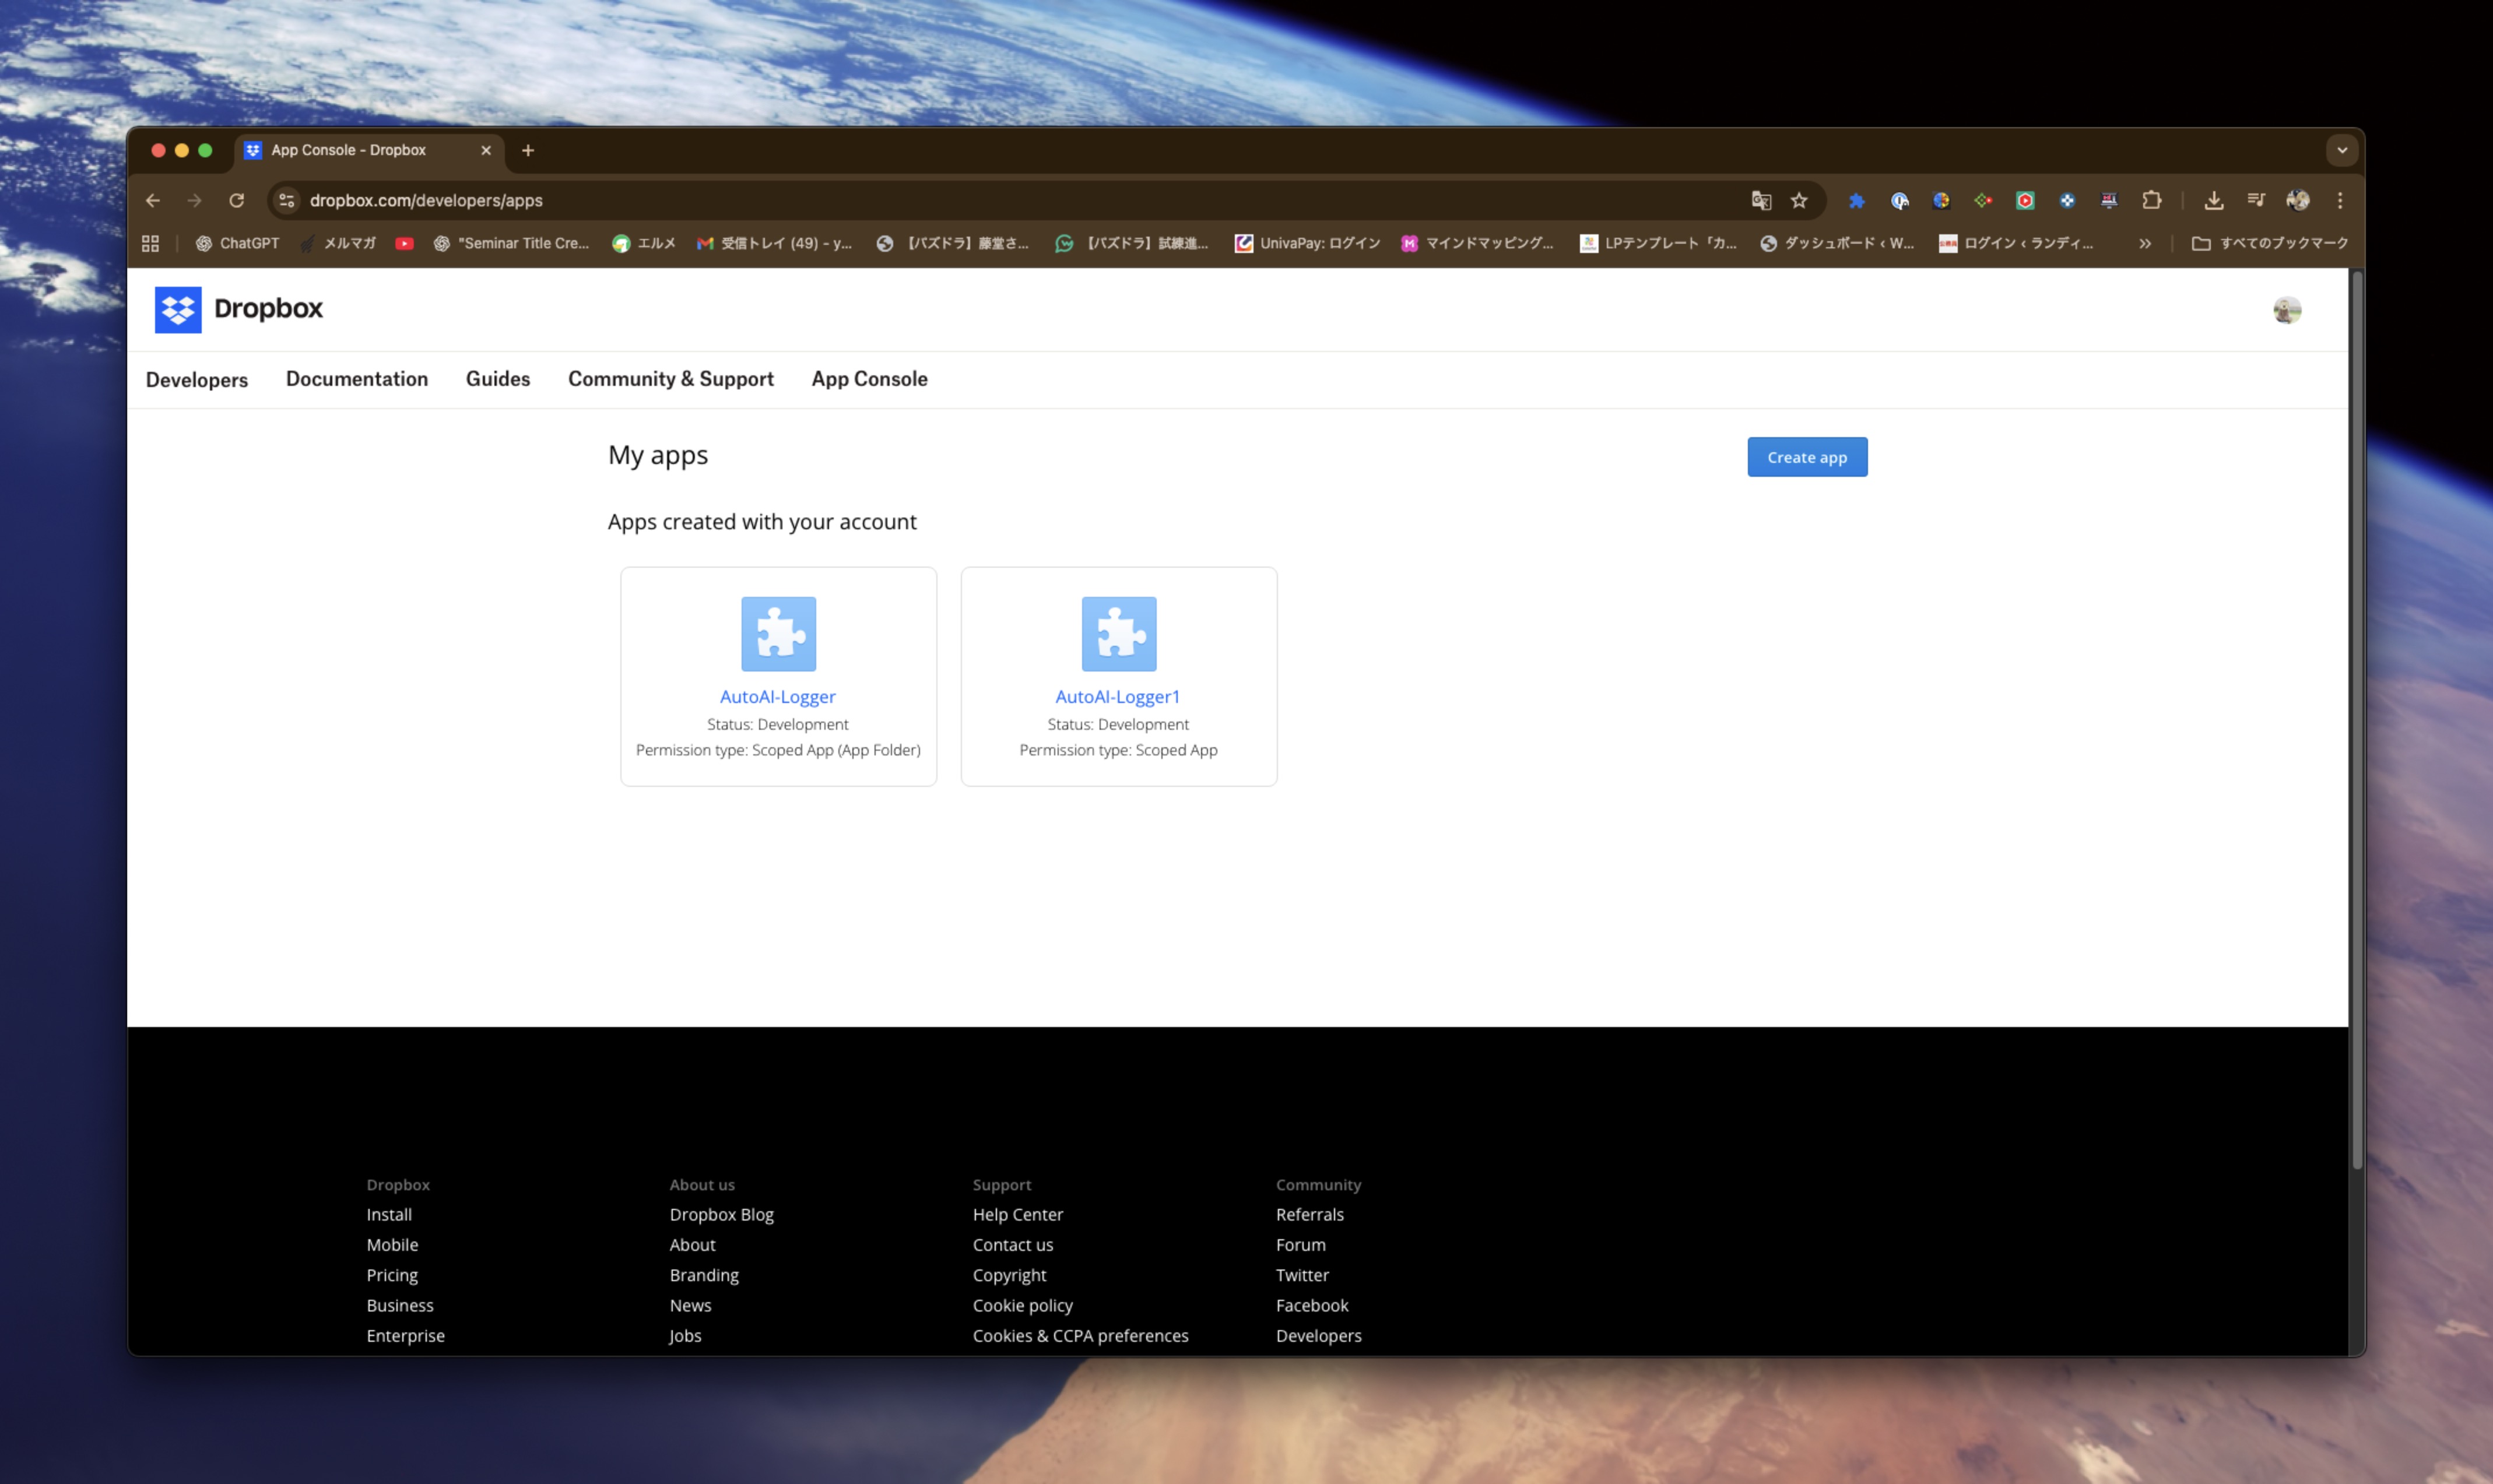 App Console - Dropbox
dropbox.com/developers/apps
ChatGPT
メルマガ
"Seminar Title Cre...
エルメ
受信トレイ (49) - y...
【パズドラ】藤堂さ...
【パズドラ】試練進...
UnivaPay: ログイン
マインドマッピング...
LPテンプレート「カ...
ダッシュボード ‹ W...
ログイン ‹ ランディ...
»
すべてのブックマーク
Dropbox
Developers
Documentation
Guides
Community & Support
App Console
My apps
Create app
Apps created with your account
AutoAI-Logger
Status: Development
Permission type: Scoped App (App Folder)
AutoAI-Logger1
Status: Development
Permission type: Scoped App
Dropbox
Install
Mobile
Pricing
Business
Enterprise
About us
Dropbox Blog
About
Branding
News
Jobs
Support
Help Center
Contact us
Copyright
Cookie policy
Cookies & CCPA preferences
Community
Referrals
Forum
Twitter
Facebook
Developers